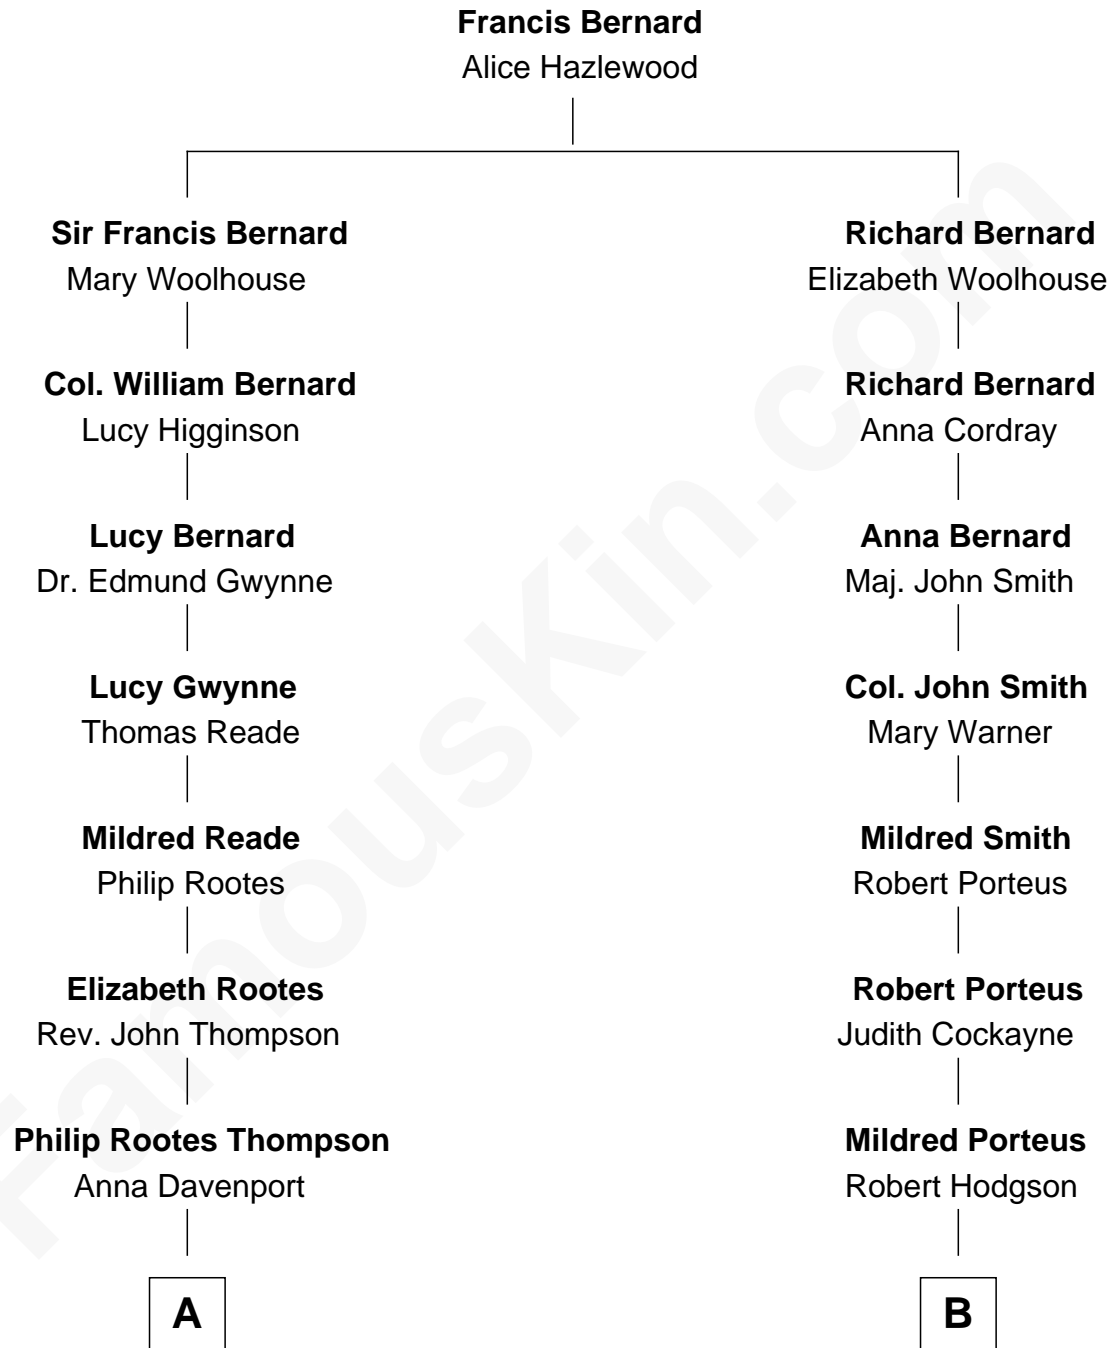 Francis Bernard
Alice Hazlewood
Sir Francis Bernard
Mary Woolhouse
Richard Bernard
Elizabeth Woolhouse
Col. William Bernard
Lucy Higginson
Richard Bernard
Anna Cordray
Lucy Bernard
Dr. Edmund Gwynne
Anna Bernard
Maj. John Smith
Lucy Gwynne
Thomas Reade
Col. John Smith
Mary Warner
Mildred Reade
Philip Rootes
Mildred Smith
Robert Porteus
Elizabeth Rootes
Rev. John Thompson
Robert Porteus
Judith Cockayne
Philip Rootes Thompson
Anna Davenport
Mildred Porteus
Robert Hodgson
A
B
FamousKin.com